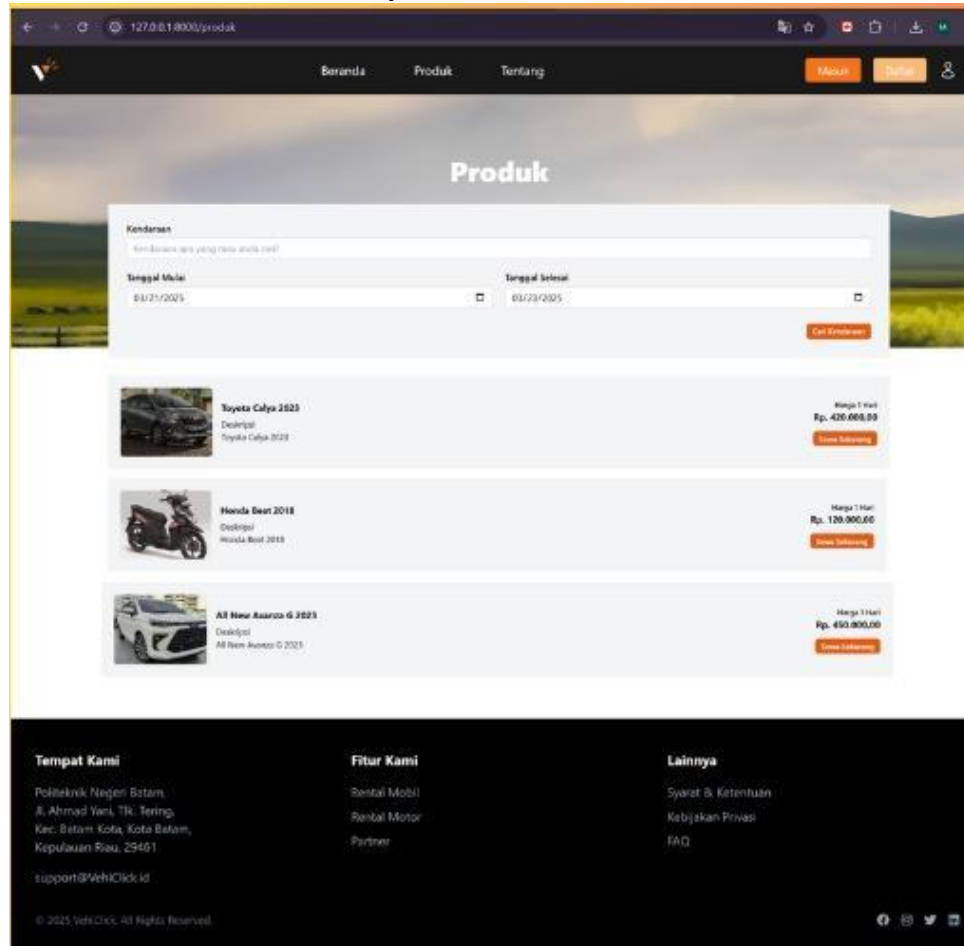 127.0.0.1:8000/produk
Beranda Produk Tentang Masuk Daftar
Produk
Kendaraan
Kendaraan apa yang mau anda cari?
Tanggal Mulai Tanggal Selesai
03/21/2025 03/23/2025
Cari Kendaraan
Toyota Calya 2023
Deskripsi
Toyota Calya 2023
Harga 1 Hari
Rp. 420.000,00
Sewa Sekarang
Honda Beat 2018
Deskripsi
Honda Beat 2018
Harga 1 Hari
Rp. 120.000,00
Sewa Sekarang
All New Avanza G 2023
Deskripsi
All New Avanza G 2023
Harga 1 Hari
Rp. 450.000,00
Sewa Sekarang
Tempat Kami
Politeknik Negeri Batam,
Jl. Ahmad Yani, Tlk. Tering,
Kec. Batam Kota, Kota Batam,
Kepulauan Riau, 29461
support@VehiClick.id
Fitur Kami
Rental Mobil
Rental Motor
Partner
Lainnya
Syarat & Ketentuan
Kebijakan Privasi
FAQ
© 2025 VehiClick. All Rights Reserved.